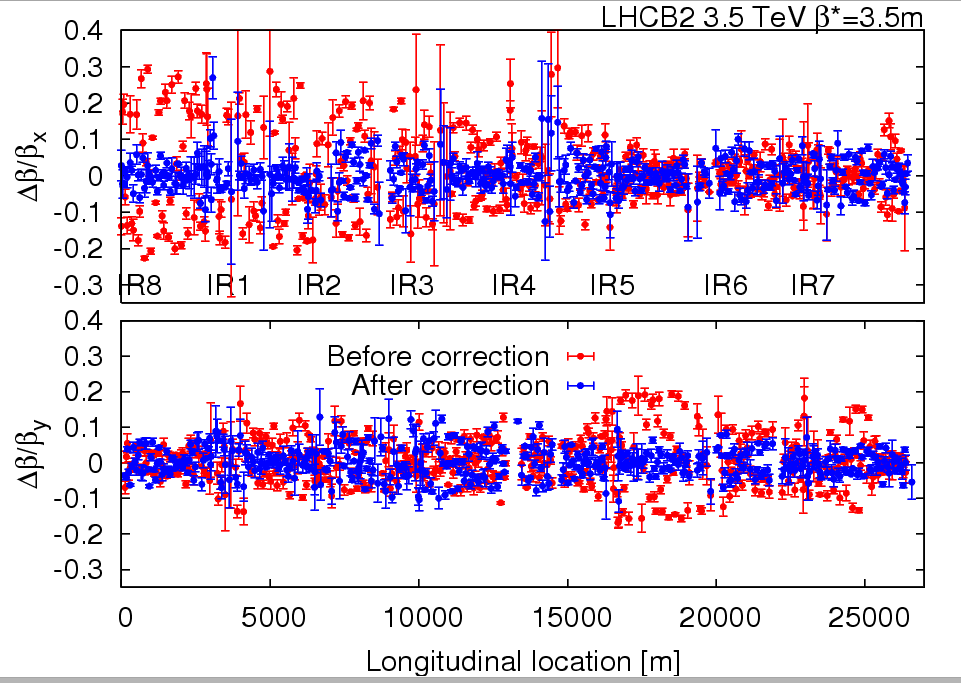 LHCB2 3.5 TeV β*=3.5m
0.4
0.3
0.2
0.1
0
-0.1
-0.2
-0.3
Δβ/βx
IR8 IR1 IR2 IR3 IR4 IR5 IR6 IR7
0.4
0.3
0.2
0.1
0
-0.1
-0.2
-0.3
Δβ/βy
Before correction
After correction
0 5000 10000 15000 20000 25000
Longitudinal location [m]